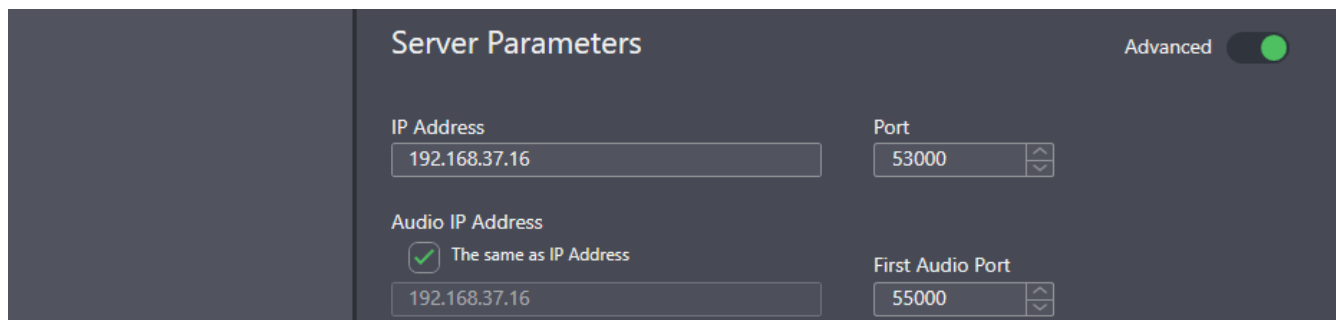 Server Parameters
Advanced
IP Address
Port
192.168.37.16
53000
Audio IP Address
The same as IP Address
First Audio Port
192.168.37.16
55000